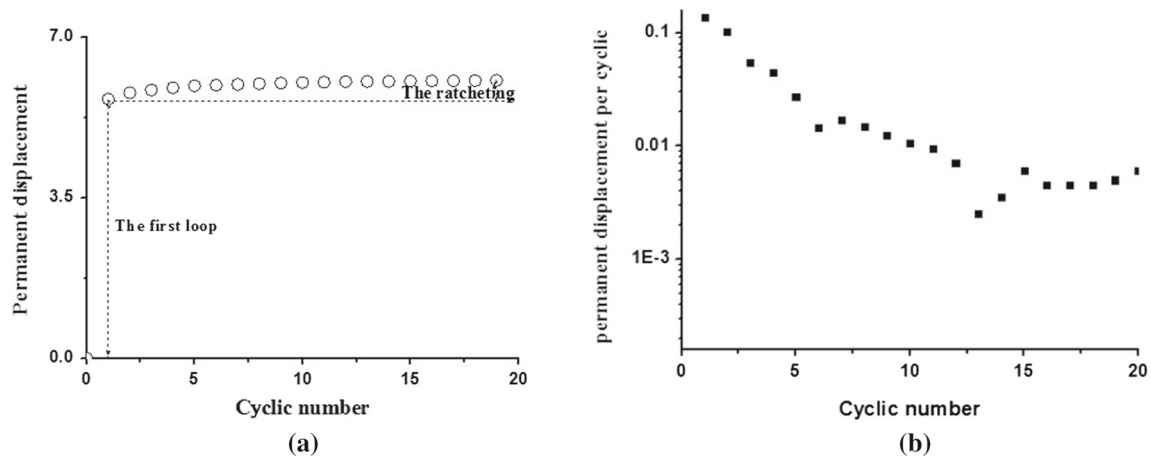 7.0
3.5
0.0
Permanent displacement
The ratcheting
The first loop
0 5 10 15 20
Cyclic number
(a)
0.1
0.01
1E-3
permanent displacement per cyclic
0 5 10 15 20
Cyclic number
(b)